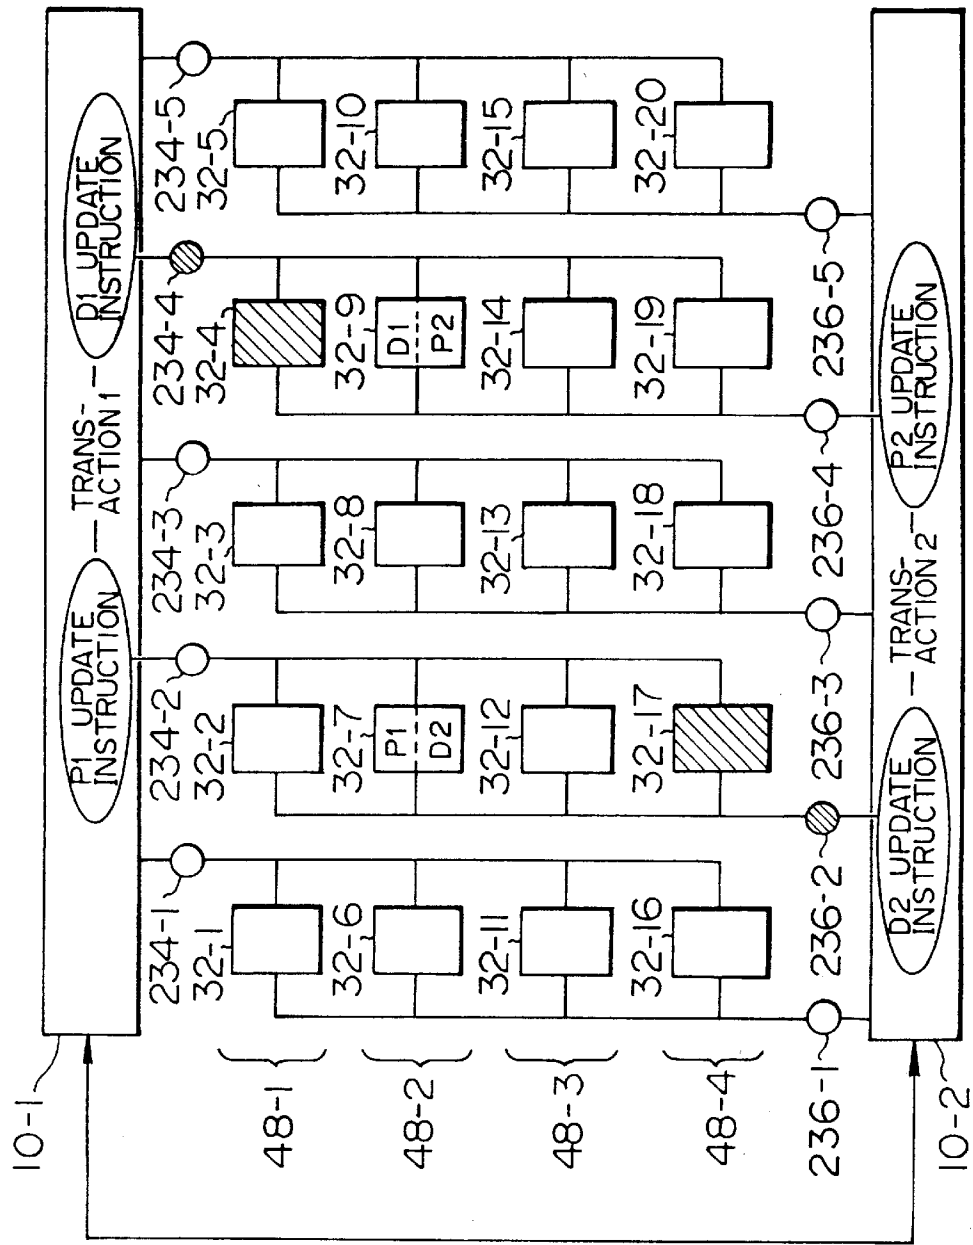 10-1
P1 UPDATE
INSTRUCTION
TRANS-
ACTION 1
D1 UPDATE
INSTRUCTION
234-1
234-2
234-3
234-4
234-5
32-1
32-2
32-3
32-4
32-5
48-1
32-6
32-7
32-8
32-9
32-10
48-2
P1
D2
D1
P2
32-11
32-12
32-13
32-14
32-15
48-3
32-16
32-17
32-18
32-19
32-20
48-4
236-1
236-2
236-3
236-4
236-5
D2 UPDATE
INSTRUCTION
TRANS-
ACTION 2
P2 UPDATE
INSTRUCTION
10-2